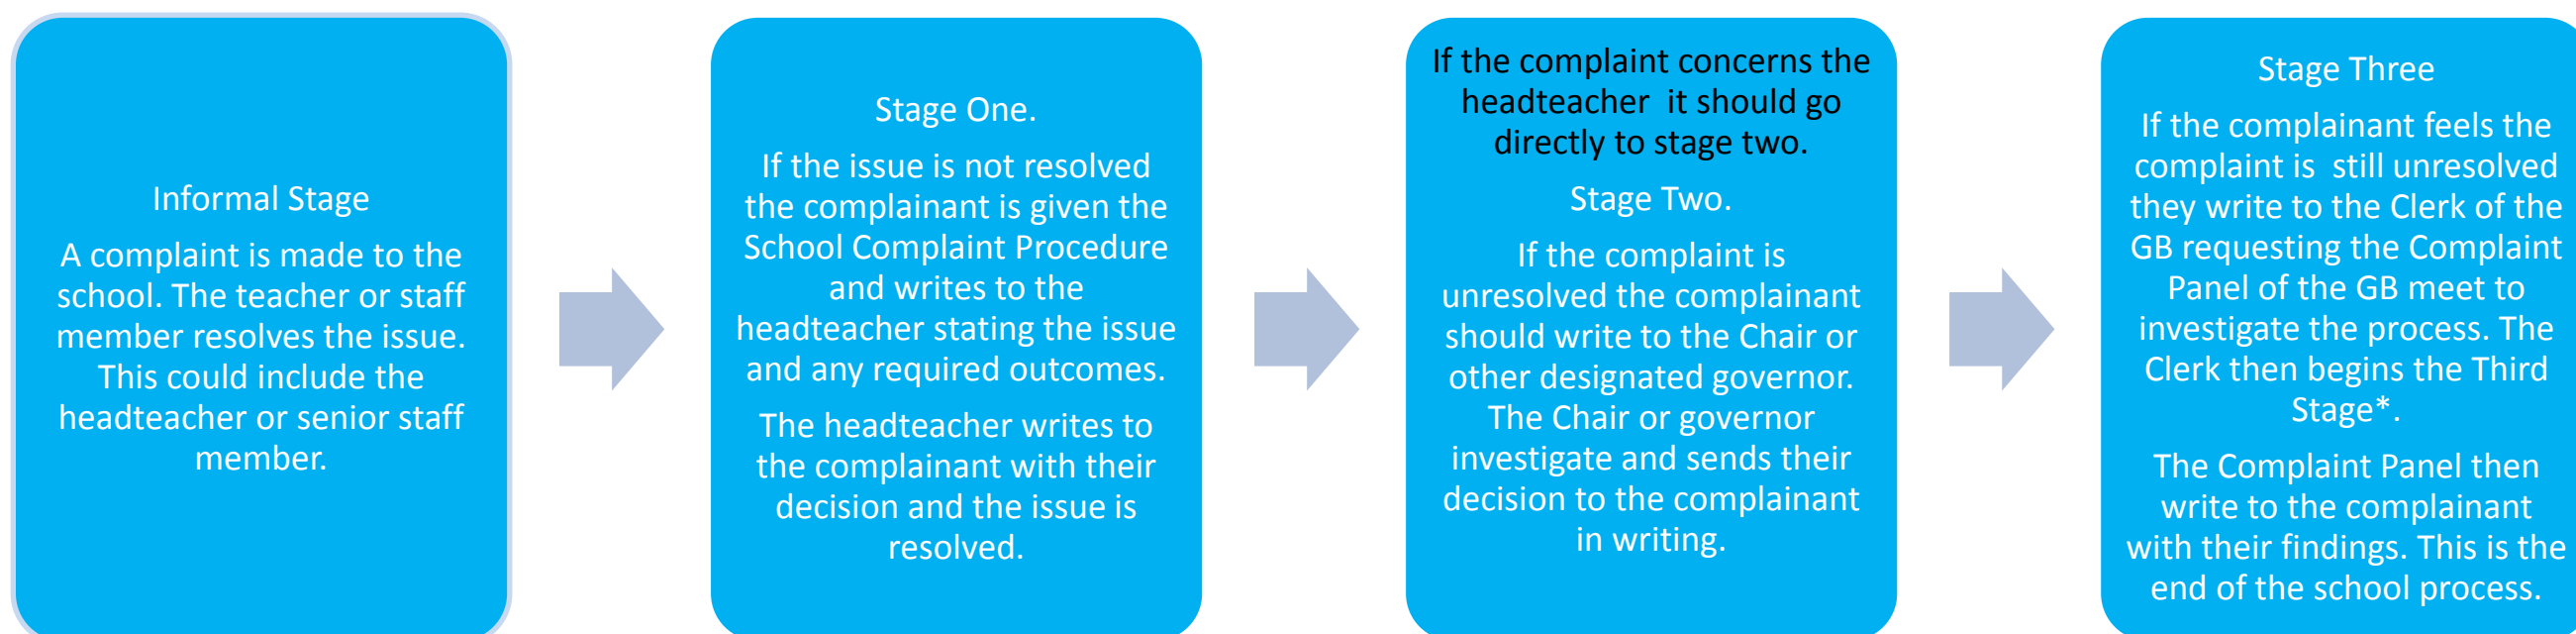 Informal Stage
A complaint is made to the
school. The teacher or staff
member resolves the issue.
This could include the
headteacher or senior staff
member.
Stage One.
If the issue is not resolved
the complainant is given the
School Complaint Procedure
and writes to the
headteacher stating the issue
and any required outcomes.
The headteacher writes to
the complainant with their
decision and the issue is
resolved.
If the complaint concerns the
headteacher it should go
directly to stage two.
Stage Two.
If the complaint is
unresolved the complainant
should write to the Chair or
other designated governor.
The Chair or governor
investigate and sends their
decision to the complainant
in writing.
Stage Three
If the complainant feels the
complaint is still unresolved
they write to the Clerk of the
GB requesting the Complaint
Panel of the GB meet to
investigate the process. The
Clerk then begins the Third
Stage*.
The Complaint Panel then
write to the complainant
with their findings. This is the
end of the school process.